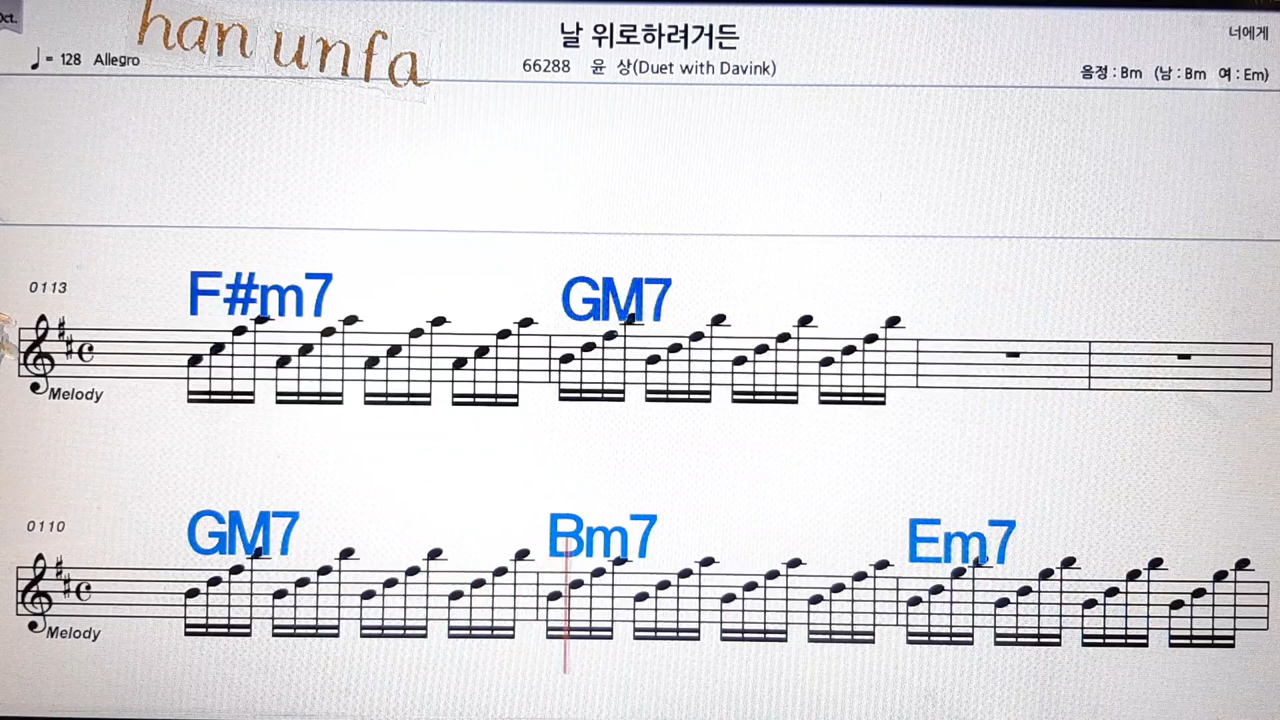 Oct.
han unfa
날 위로하려거든
너에게
♩= 128 Allegro
66288 윤 상(Duet with Davink)
음정 : Bm (남 : Bm 여 : Em)
F#m7 GM7
0113
Melody
GM7 Bm7 Em7
0110
Melody